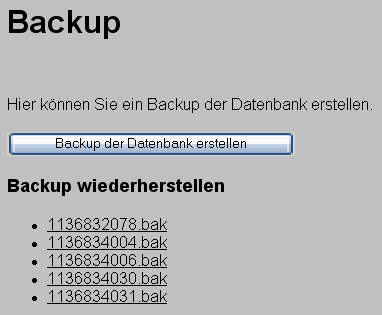 Backup
Hier können Sie ein Backup der Datenbank erstellen.
Backup der Datenbank erstellen
Backup wiederherstellen
1136832078.bak
1136834004.bak
1136834006.bak
1136834030.bak
1136834031.bak